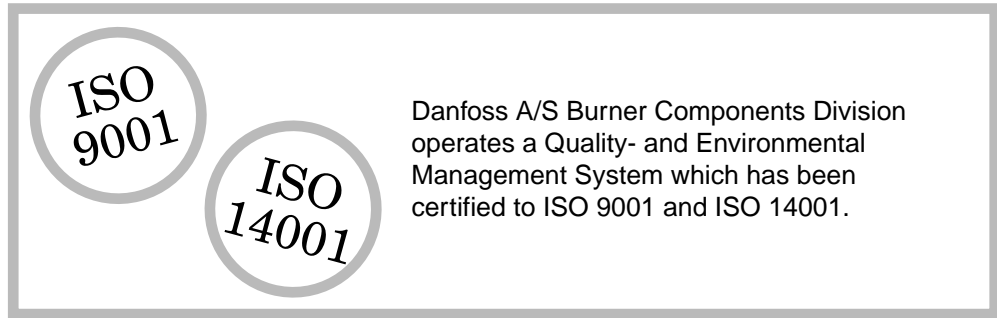 ISO
9001
ISO
14001
Danfoss A/S Burner Components Division
operates a Quality- and Environmental
Management System which has been
certified to ISO 9001 and ISO 14001.